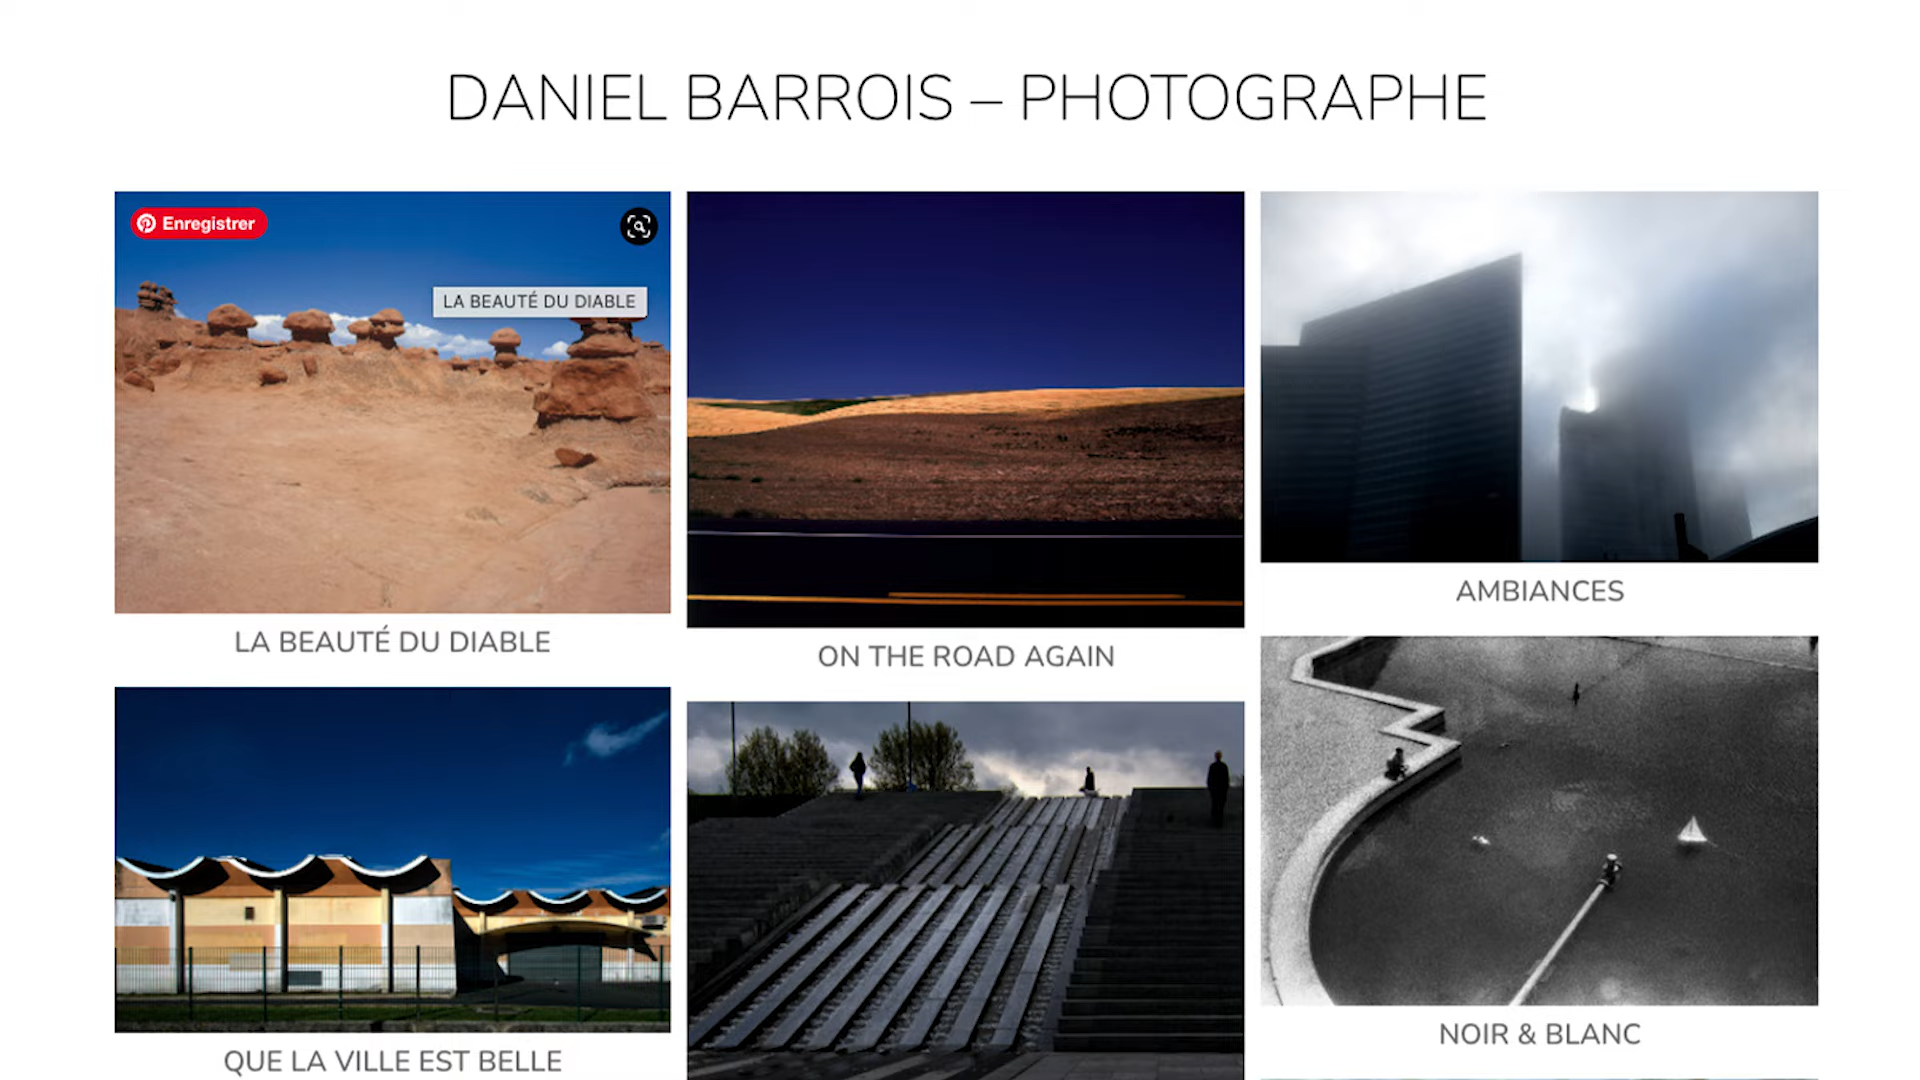 DANIEL BARROIS – PHOTOGRAPHE
Enregistrer
LA BEAUTÉ DU DIABLE
LA BEAUTÉ DU DIABLE
ON THE ROAD AGAIN
AMBIANCES
QUE LA VILLE EST BELLE
NOIR & BLANC